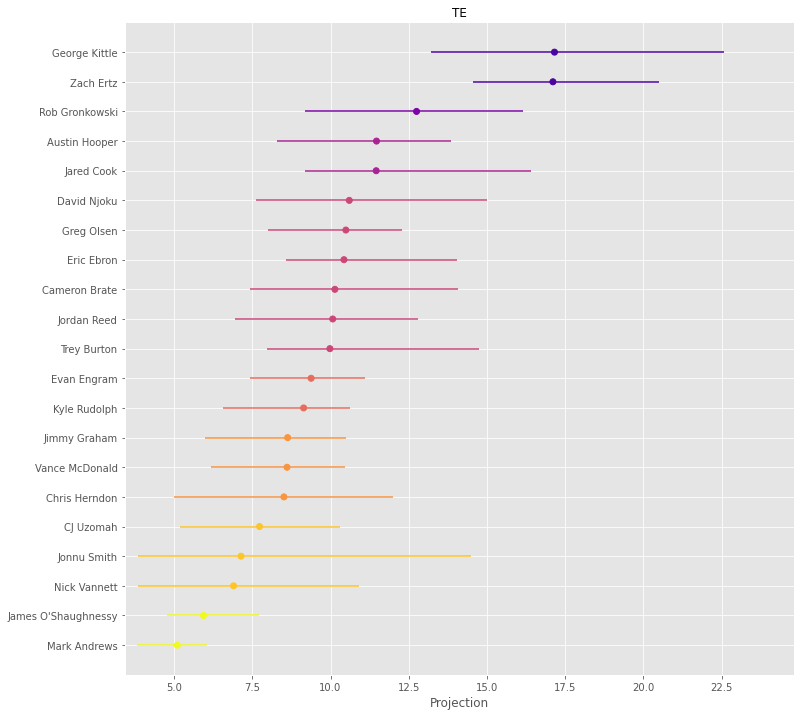 TE
George Kittle
Zach Ertz
Rob Gronkowski
Austin Hooper
Jared Cook
David Njoku
Greg Olsen
Eric Ebron
Cameron Brate
Jordan Reed
Trey Burton
Evan Engram
Kyle Rudolph
Jimmy Graham
Vance McDonald
Chris Herndon
CJ Uzomah
Jonnu Smith
Nick Vannett
James O'Shaughnessy
Mark Andrews
5.0 7.5 10.0 12.5 15.0 17.5 20.0 22.5
Projection